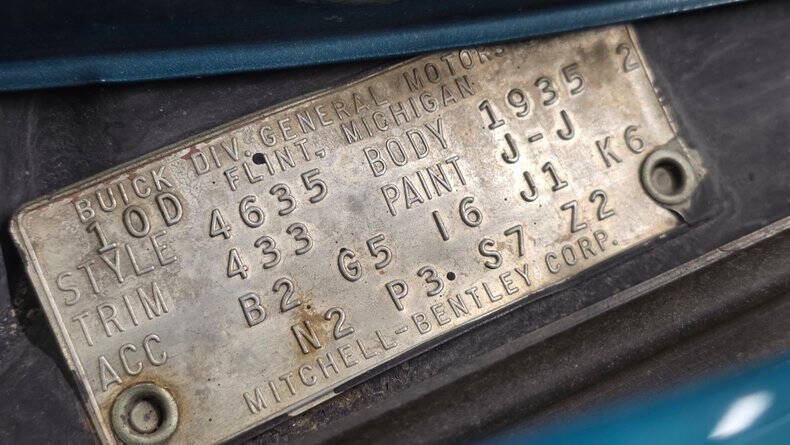 BUICK DIV. GENERAL MOTORS
FLINT, MICHIGAN
10D
STYLE 4635 BODY 1935 2
TRIM 433 PAINT J-J
ACC B2 G5 I6 J1 K6
N2 P3 S7 Z2
MITCHELL-BENTLEY CORP.